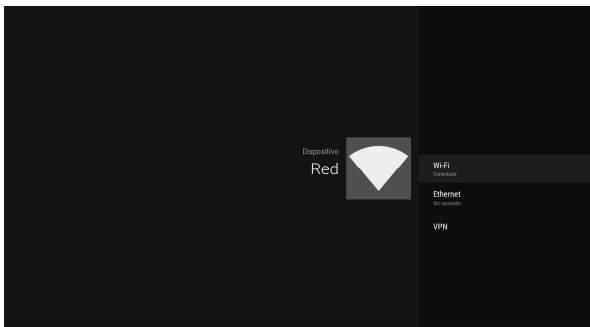 Dispositivo
Red
Wi-Fi
Conectada
Ethernet
Sin conexión
VPN